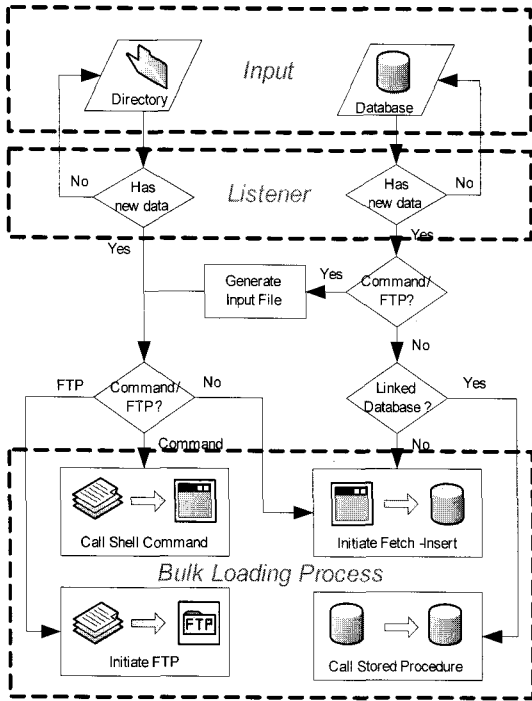 Input
Directory
Database
No
Has
new data
Listener
Has
new data
No
Yes
Yes
Generate
Input File
Yes
Command/
FTP?
No
FTP
Command/
FTP?
No
Linked
Database ?
Yes
Command
No
Call Shell Command
Initiate Fetch -Insert
Bulk Loading Process
FTP
Initiate FTP
Call Stored Procedure